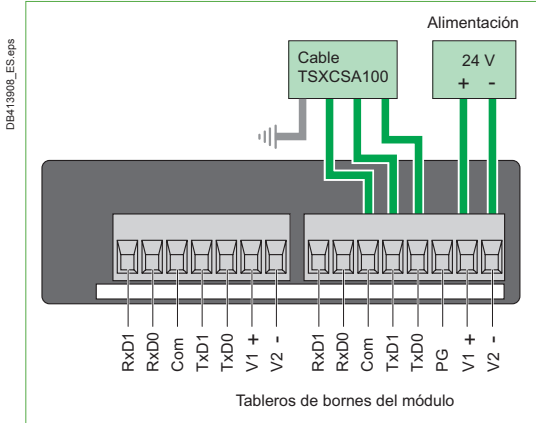 DB413908_ES.eps
Alimentación
Cable
TSXCSA100
24 V
+ -
RxD1
RxD0
Com
TxD1
TxD0
V1 +
V2 -
RxD1
RxD0
Com
TxD1
TxD0
PG
V1 +
V2 -
Tableros de bornes del módulo